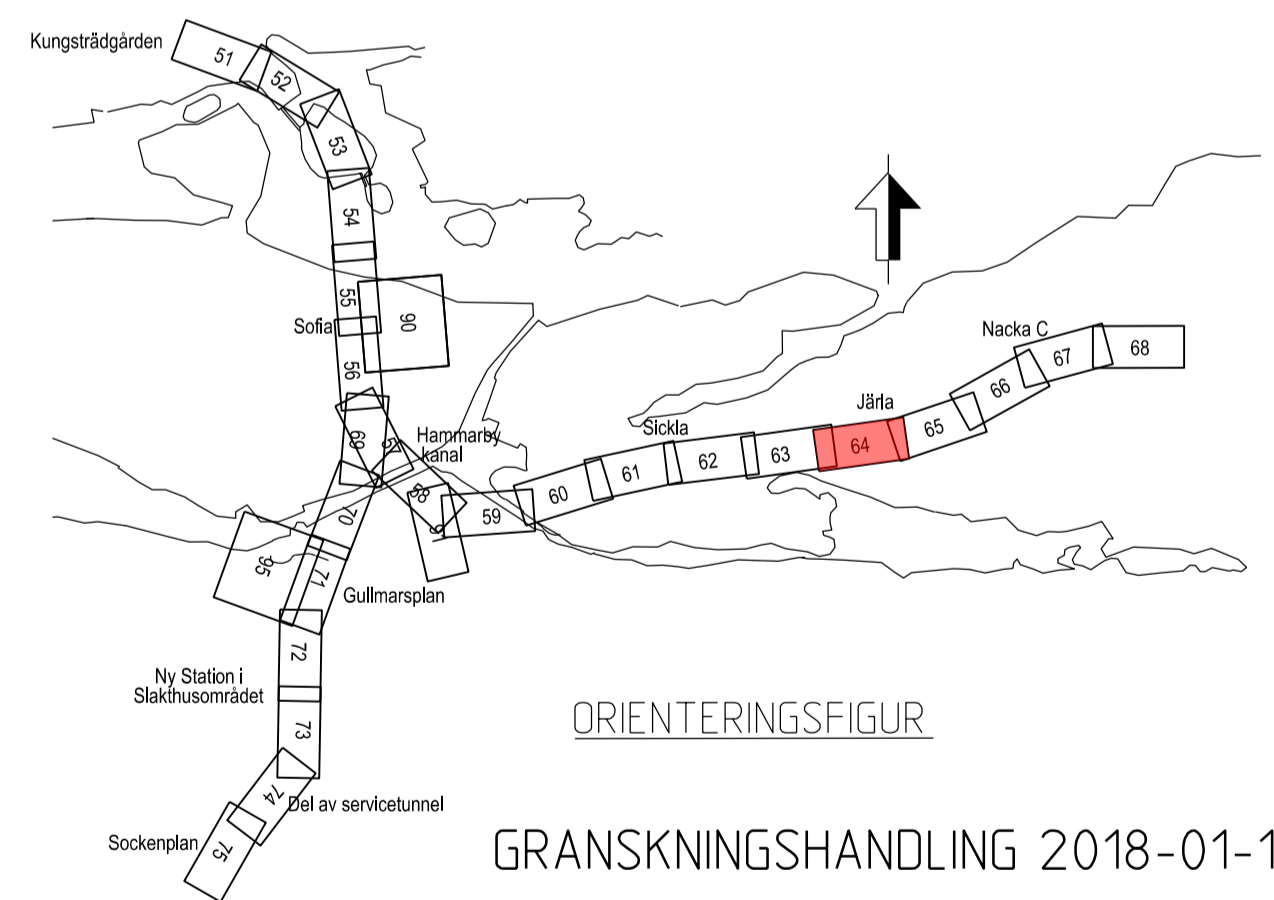 Kungsträdgården
51
52
53
54
55
Sofia
90
56
Nacka C
67
68
66
Järla
65
64
63
Sickla
62
61
60
59
Hammarby
kanal
57
58
69
70
95
71
Gullmarsplan
72
Ny Station i
Slakthusområdet
73
74
Del av servicetunnel
Sockenplan
75
ORIENTERINGSFIGUR
GRANSKNINGSHANDLING 2018-01-1